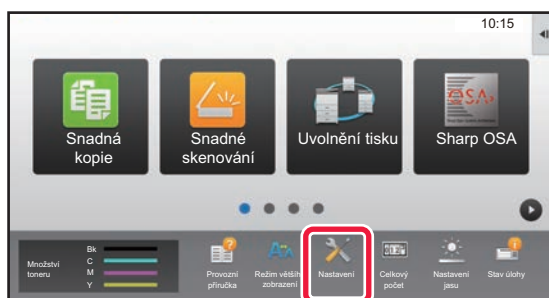 10:15
Snadná
kopie
Snadné
skenování
Uvolnění tisku
OSA
Sharp OSA
Množství
toneru
Bk
C
M
Y
Provozní
příručka
Režim většího
zobrazení
Nastavení
Celkový
počet
Nastavení
jasu
Stav úlohy